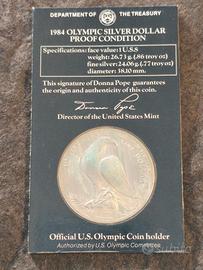 DEPARTMENT OF THE TREASURY
1984 OLYMPIC SILVER DOLLAR
PROOF CONDITION
Specifications: face value: 1 U.S.$
weight: 26.73 g. (.86 troy oz)
fine silver: 24.06 g. (.77 troy oz)
diameter: 38.10 mm.
This signature of Donna Pope guarantees
the origin and authenticity of this coin.
Donna Pope
Director of the United States Mint
Official U.S. Olympic Coin holder
Authorized by U.S. Olympic Committee